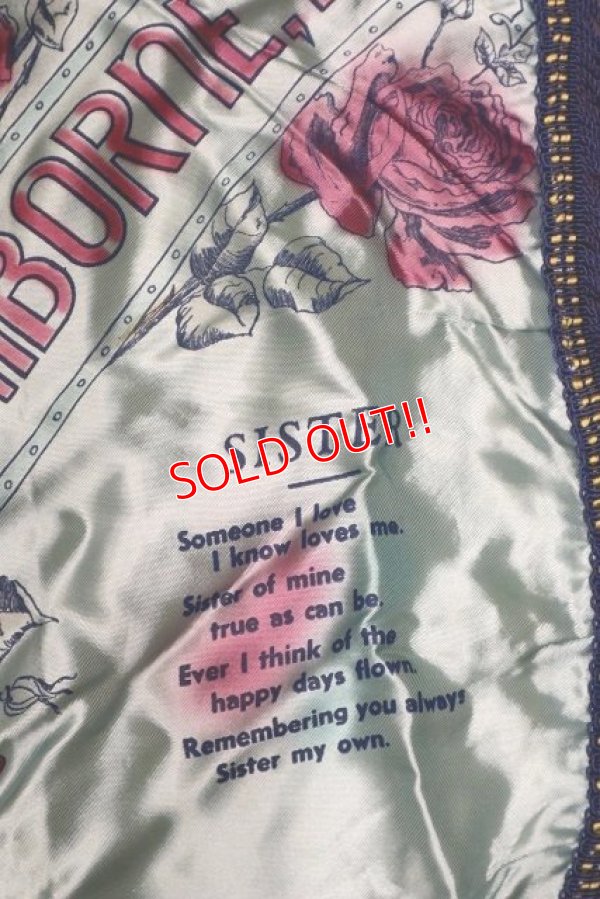 BORNE,
SISTER
SOLD OUT!!
Someone I love
I know loves me.
Sister of mine
true as can be.
Ever I think of the
happy days flown.
Remembering you always
Sister my own.